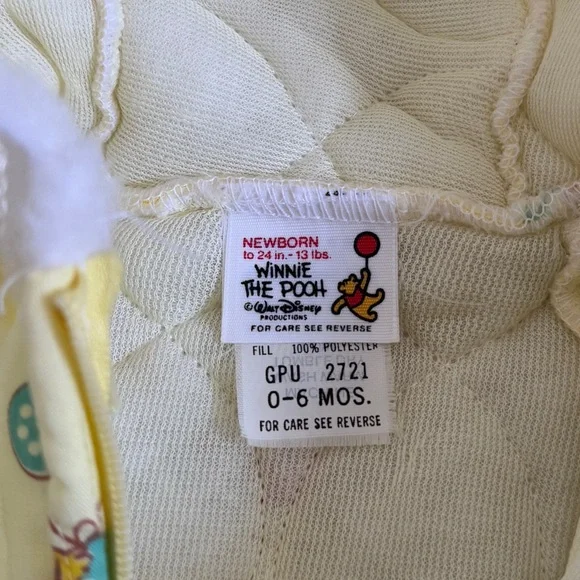 NEWBORN
to 24 in. - 13 lbs.
WINNIE
THE POOH
© Walt Disney
PRODUCTIONS
FOR CARE SEE REVERSE
FILL 100% POLYESTER
GPU 2721
0-6 MOS.
FOR CARE SEE REVERSE